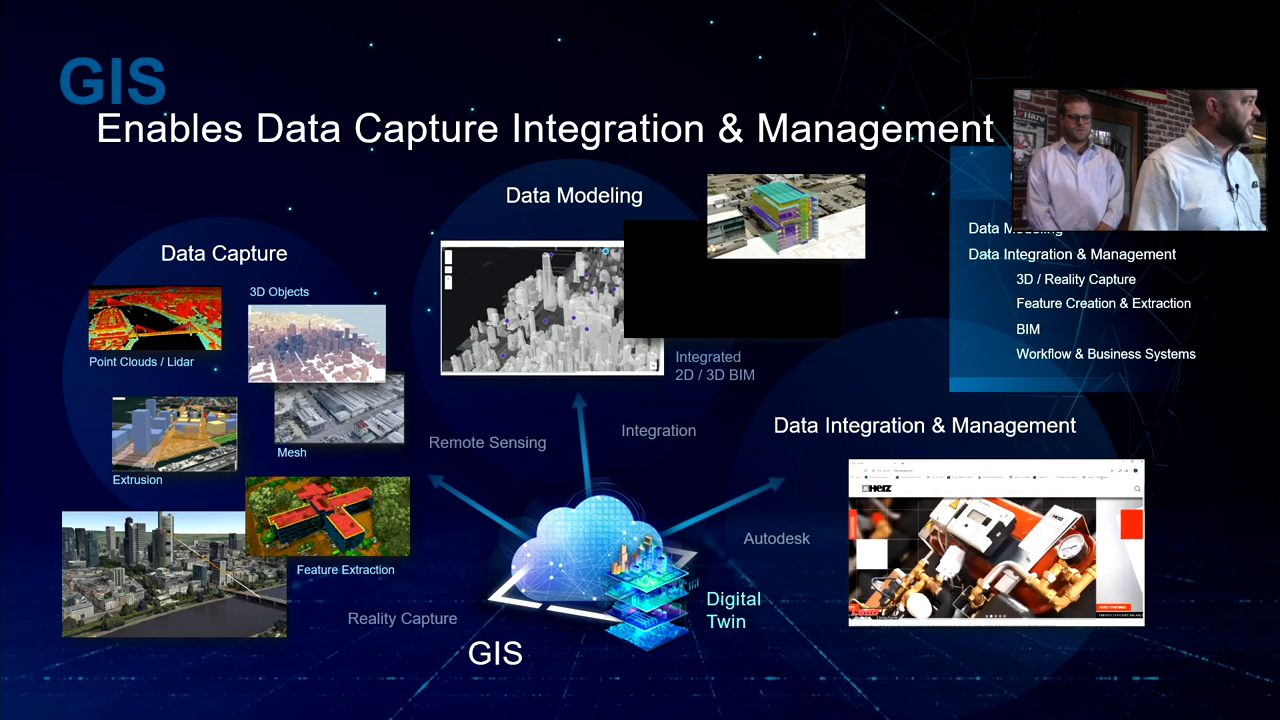 GIS
Enables Data Capture Integration & Management
Data Modeling
Data Capture
3D Objects
Point Clouds / Lidar
Data Integration & Management
3D / Reality Capture
Feature Creation & Extraction
BIM
Workflow & Business Systems
Integrated
2D / 3D BIM
Data Integration & Management
Remote Sensing
Integration
Mesh
Extrusion
HERZ
Autodesk
Feature Extraction
Reality Capture
Digital
Twin
GIS